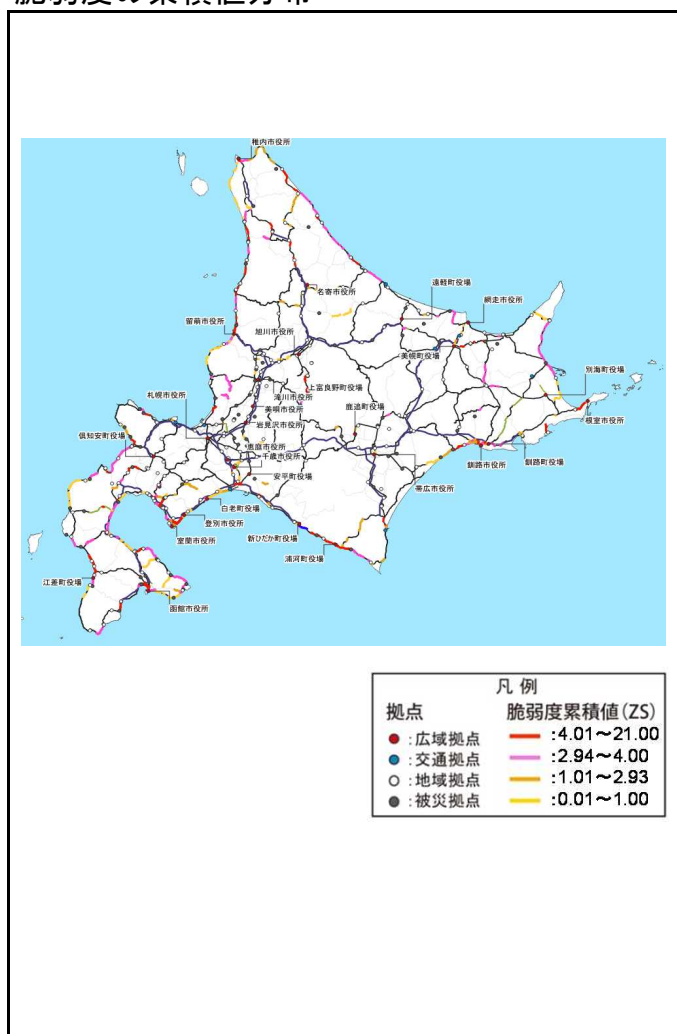 脆弱度の累積値分布
稚内市役所
名寄市役所
遠軽町役場
網走市役所
留萌市役所
旭川市役所
美幌町役場
別海町役場
上富良野町役場
滝川市役所
札幌市役所
美唄市役所
鹿追町役場
根室市役所
岩見沢市役所
倶知安町役場
恵庭市役所
千歳市役所
釧路市役所
釧路町役場
安平町役場
帯広市役所
白老町役場
登別市役所
新ひだか町役場
室蘭市役所
浦河町役場
江差町役場
函館市役所
凡 例
拠点 脆弱度累積値(ZS)
:広域拠点 :4.01～21.00
:交通拠点 :2.94～4.00
:地域拠点 :1.01～2.93
:被災拠点 :0.01～1.00